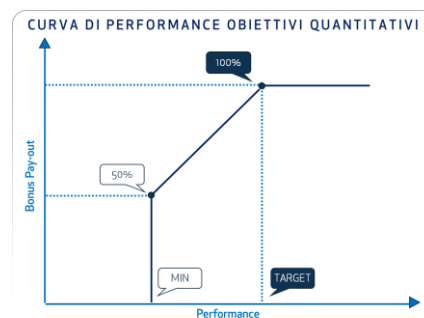 CURVA DI PERFORMANCE OBIETTIVI QUANTITATIVI
100%
50%
MIN
TARGET
Bonus Pay-out
Performance